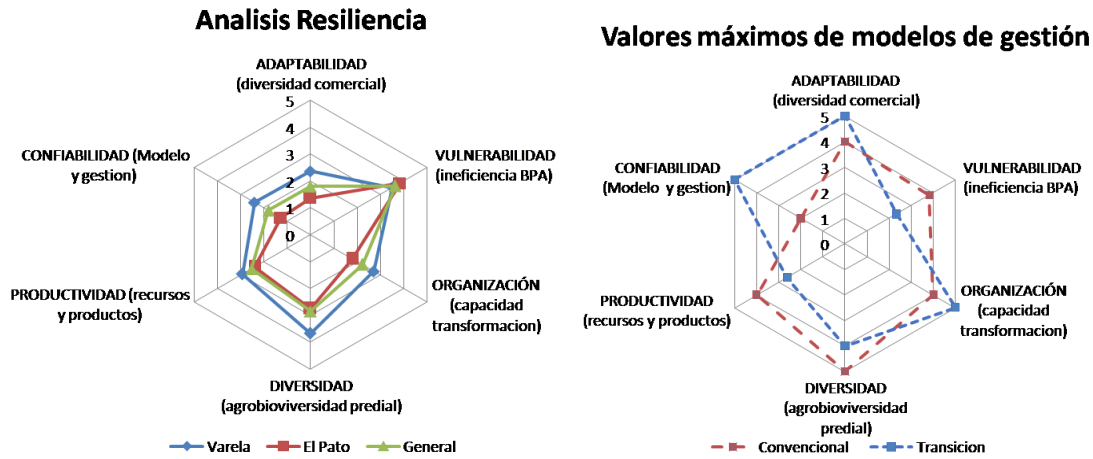 Analisis Resiliencia
ADAPTABILIDAD
(diversidad comercial)
5
4
3
2
1
0
VULNERABILIDAD
(ineficiencia BPA)
ORGANIZACIÓN
(capacidad
transformacion)
DIVERSIDAD
(agrobioviversidad predial)
PRODUCTIVIDAD (recursos
y productos)
CONFIABILIDAD (Modelo
y gestion)
Varela
El Pato
General
Valores máximos de modelos de gestión
ADAPTABILIDAD
(diversidad comercial)
5
4
3
2
1
0
VULNERABILIDAD
(ineficiencia BPA)
ORGANIZACIÓN
(capacidad
transformacion)
DIVERSIDAD
(agrobioviversidad
predial)
PRODUCTIVIDAD
(recursos y productos)
CONFIABILIDAD
(Modelo y gestion)
Convencional
Transicion